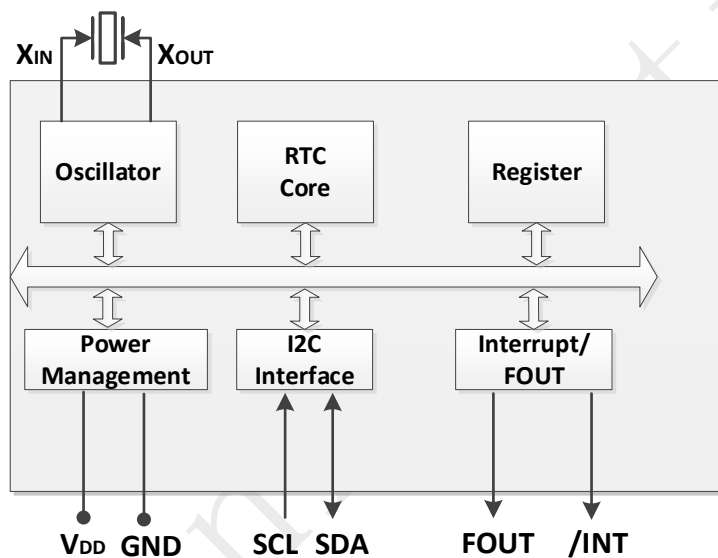 XIN XOUT
Oscillator
RTC
Core
Register
Power
Management
I2C
Interface
Interrupt/
FOUT
VDD GND SCL SDA FOUT /INT